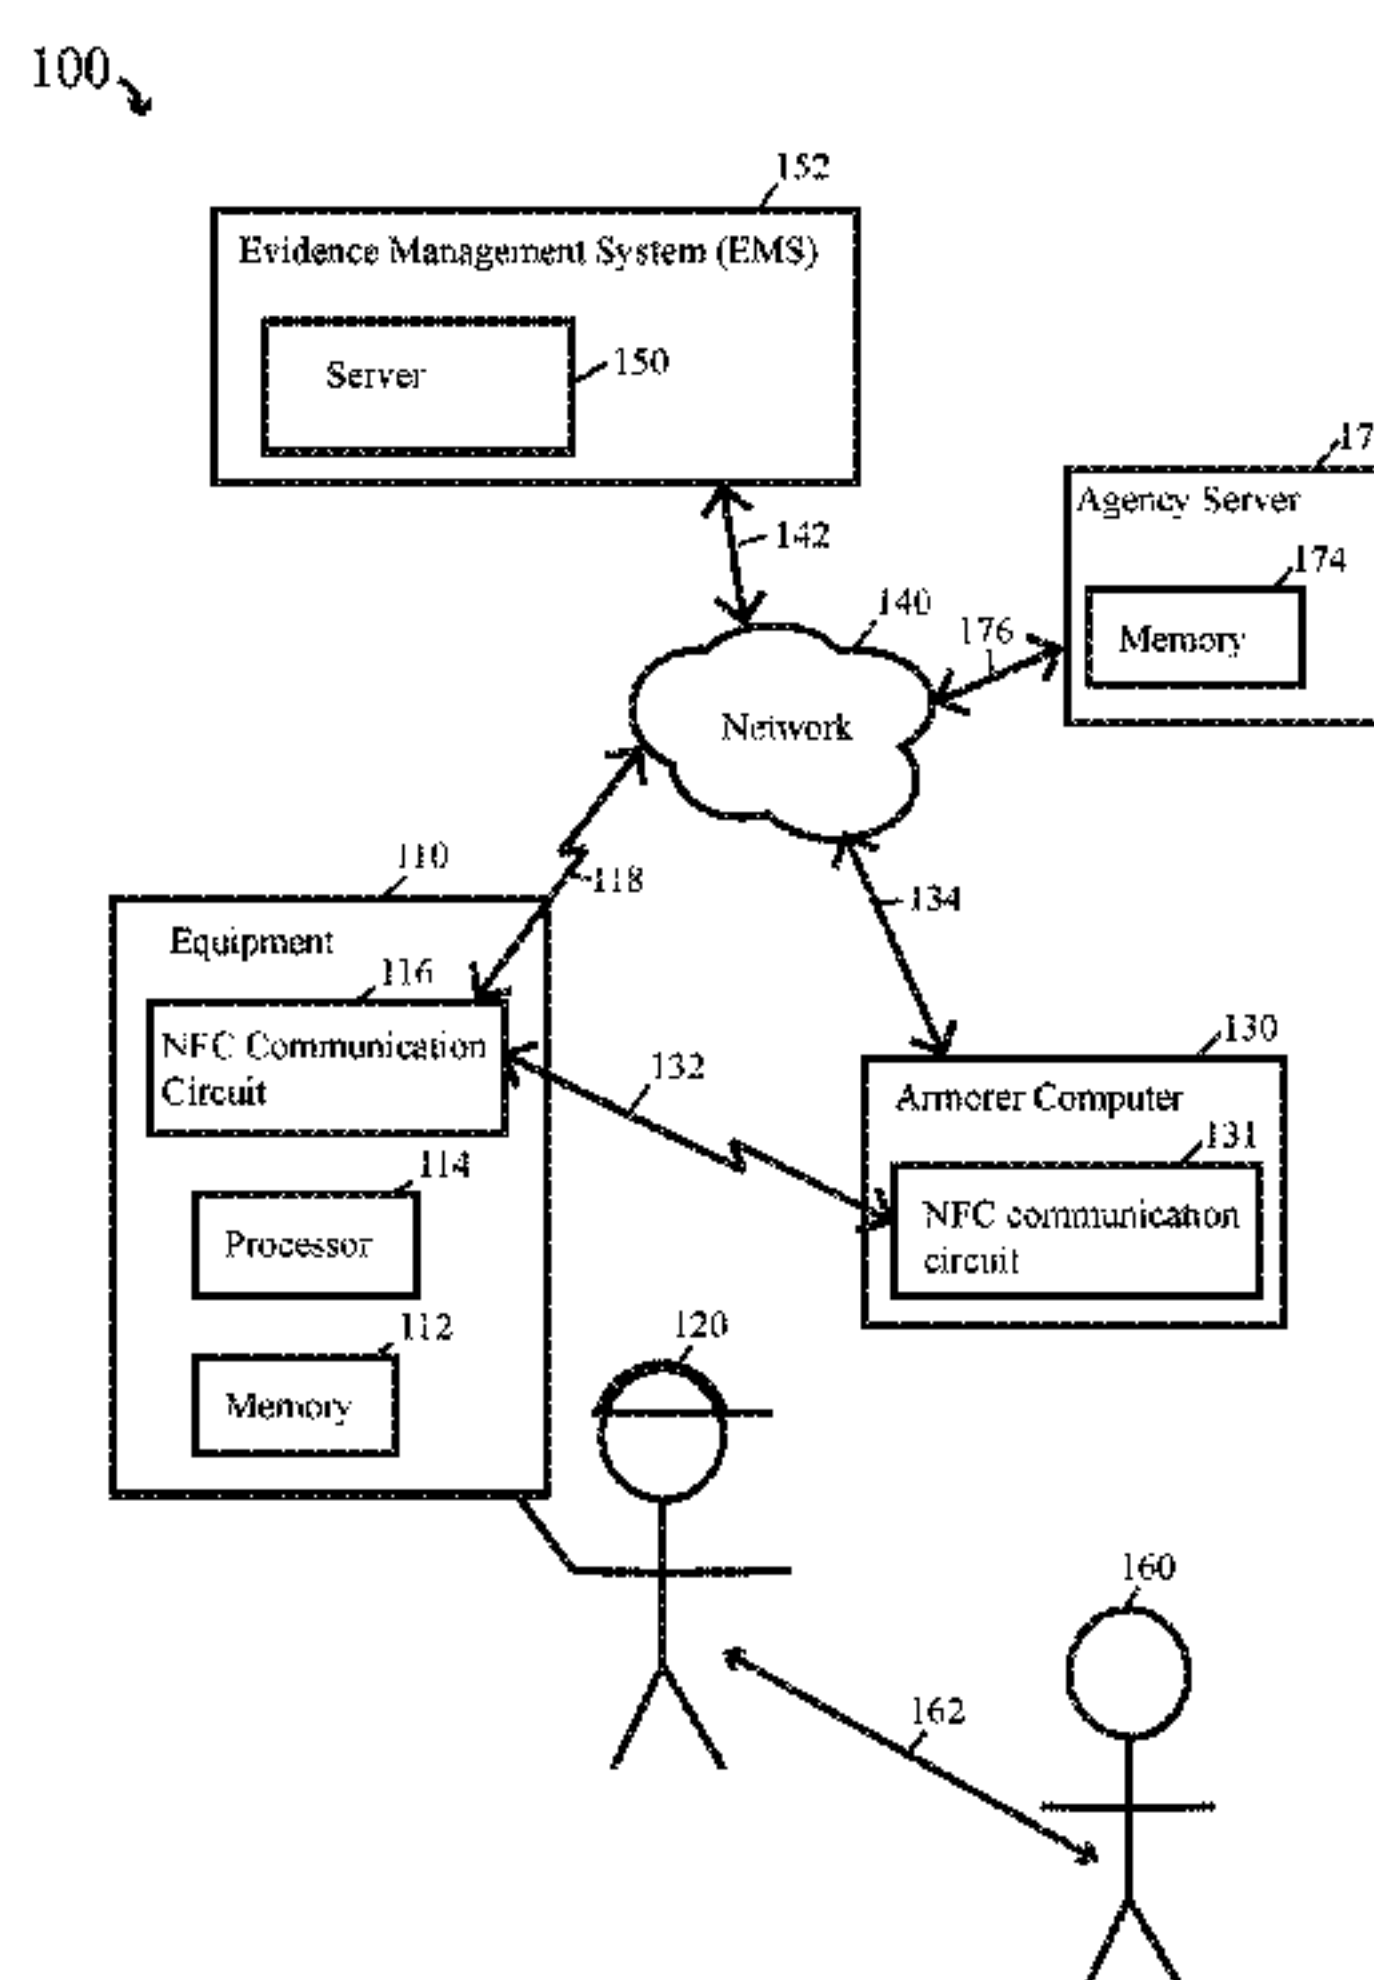 100
152
Evidence Management System (EMS)
Server
150
142
17
Agency Server
174
Memory
140
176
Network
118
134
110
Equipment
116
NFC Communication
Circuit
132
130
Armorer Computer
131
NFC communication
circuit
114
Processor
112
Memory
120
160
162